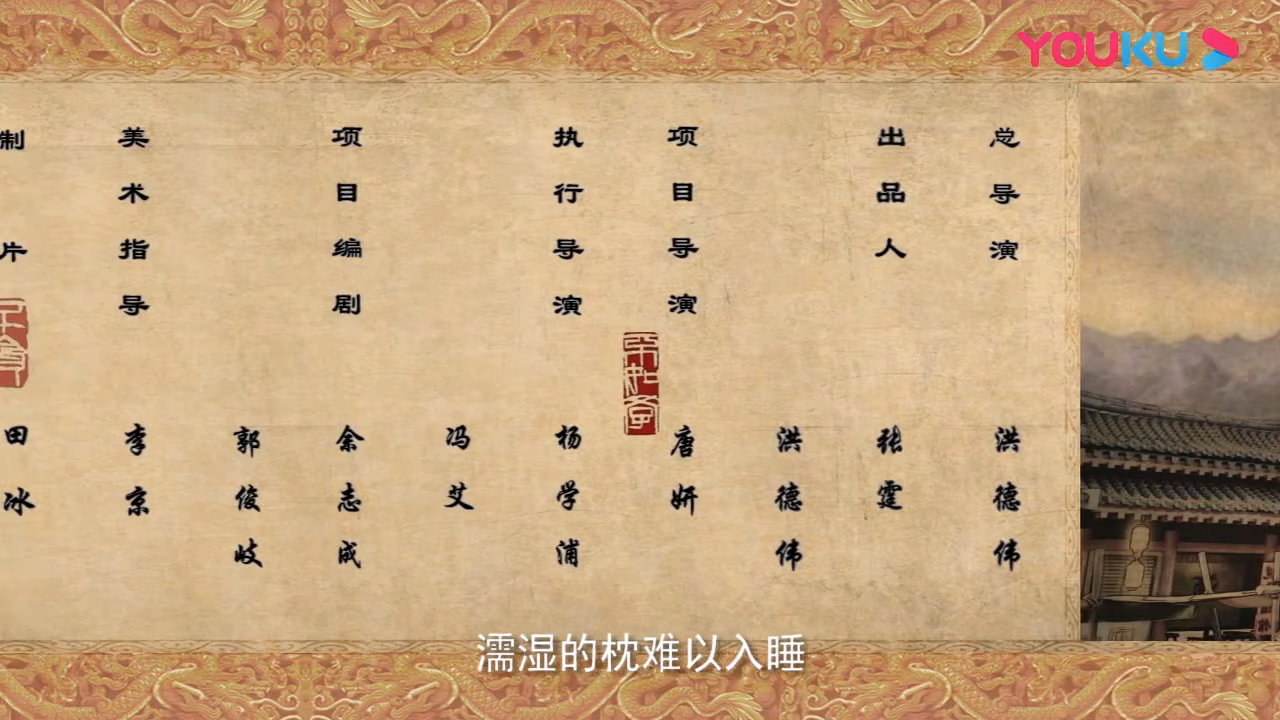 YOUKU
总导演
洪德伟
出品人
张霆
洪德伟
项目导演
唐妍
执行导演
杨学浦
冯艾
项目编剧
余志成
郭俊岐
美术指导
李京
制片
田冰
濡湿的枕难以入睡